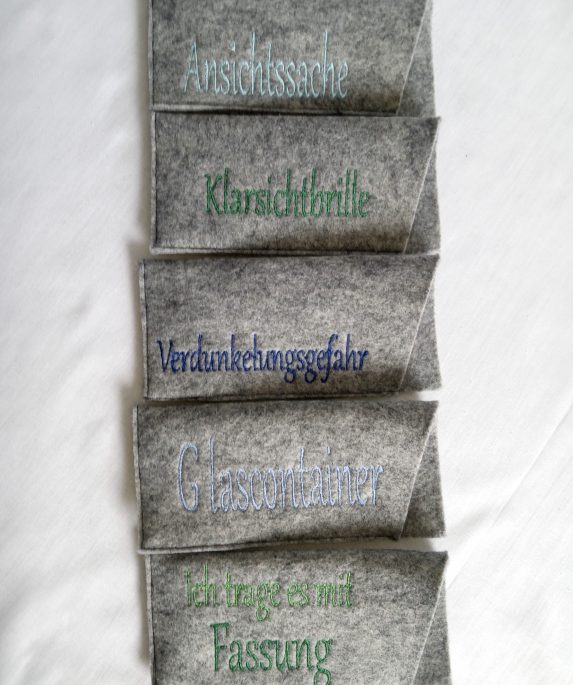 Ansichtssache
Klarsichtbrille
Verdunkelungsgefahr
G lascontainer
Ich trage es mit
Fassung